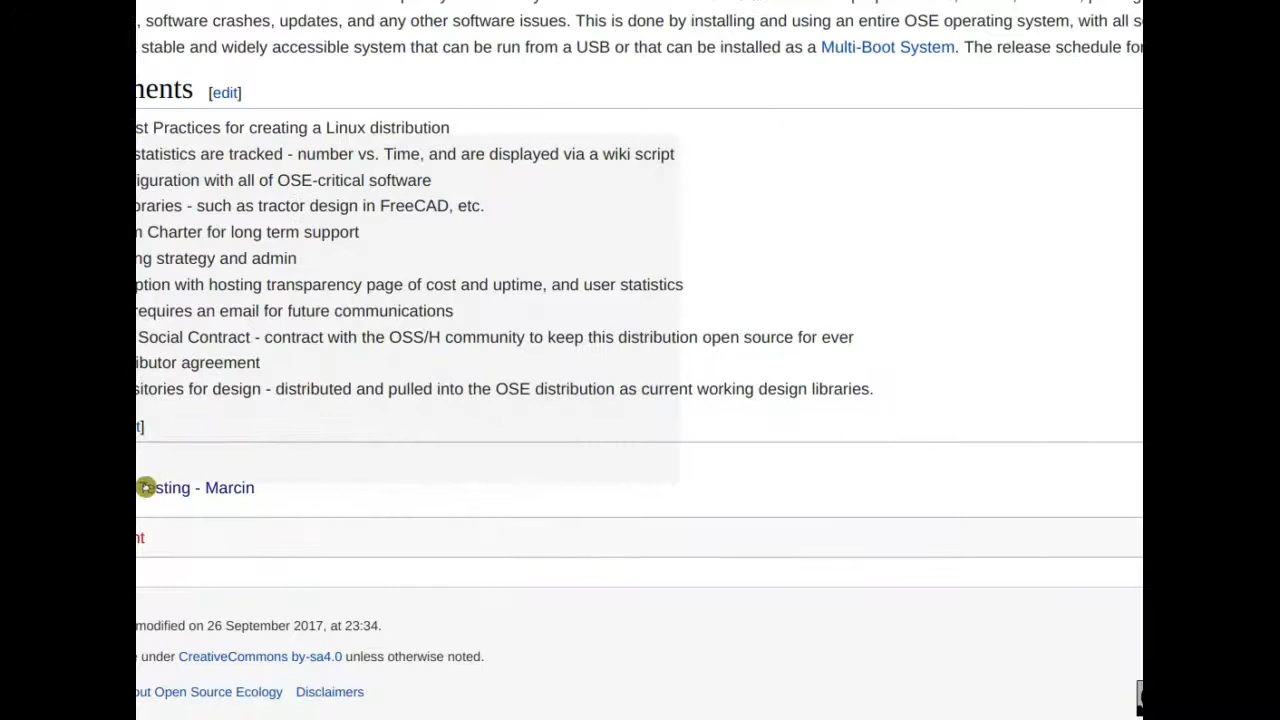 , software crashes, updates, and any other software issues. This is done by installing and using an entire OSE operating system, with all s
stable and widely accessible system that can be run from a USB or that can be installed as a Multi-Boot System. The release schedule for
nents [edit]
st Practices for creating a Linux distribution
statistics are tracked - number vs. Time, and are displayed via a wiki script
iguration with all of OSE-critical software
raries - such as tractor design in FreeCAD, etc.
n Charter for long term support
ng strategy and admin
ption with hosting transparency page of cost and uptime, and user statistics
requires an email for future communications
Social Contract - contract with the OSS/H community to keep this distribution open source for ever
ibutor agreement
sitories for design - distributed and pulled into the OSE distribution as current working design libraries.
t]
esting - Marcin
nt
modified on 26 September 2017, at 23:34.
under CreativeCommons by-sa4.0 unless otherwise noted.
out Open Source Ecology Disclaimers